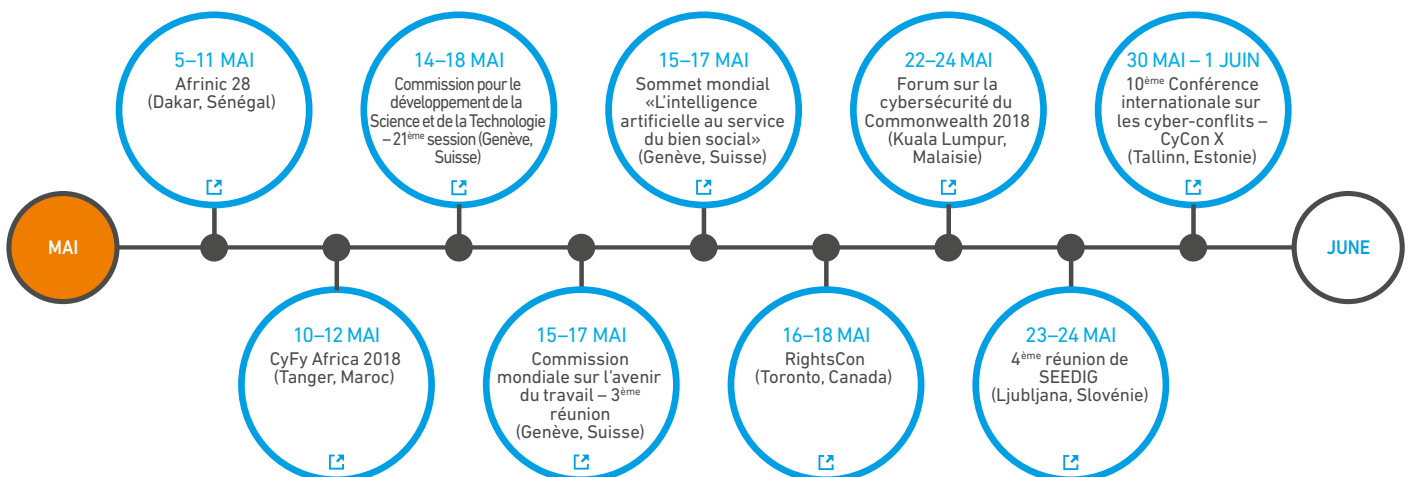 MAI
5–11 MAI
Afrinic 28
(Dakar, Sénégal)
10–12 MAI
CyFy Africa 2018
(Tanger, Maroc)
14–18 MAI
Commission pour le
développement de la
Science et de la Technologie
– 21ème session (Genève,
Suisse)
15–17 MAI
Commission
mondiale sur l’avenir
du travail – 3ème
réunion
(Genève, Suisse)
15–17 MAI
Sommet mondial
«L’intelligence
artificielle au service
du bien social»
(Genève, Suisse)
16–18 MAI
RightsCon
(Toronto, Canada)
22–24 MAI
Forum sur la
cybersécurité du
Commonwealth 2018
(Kuala Lumpur,
Malaisie)
23–24 MAI
4ème réunion de
SEEDIG
(Ljubljana, Slovénie)
30 MAI – 1 JUIN
10ème Conférence
internationale sur
les cyber-conflits –
CyCon X
(Tallinn, Estonie)
JUNE